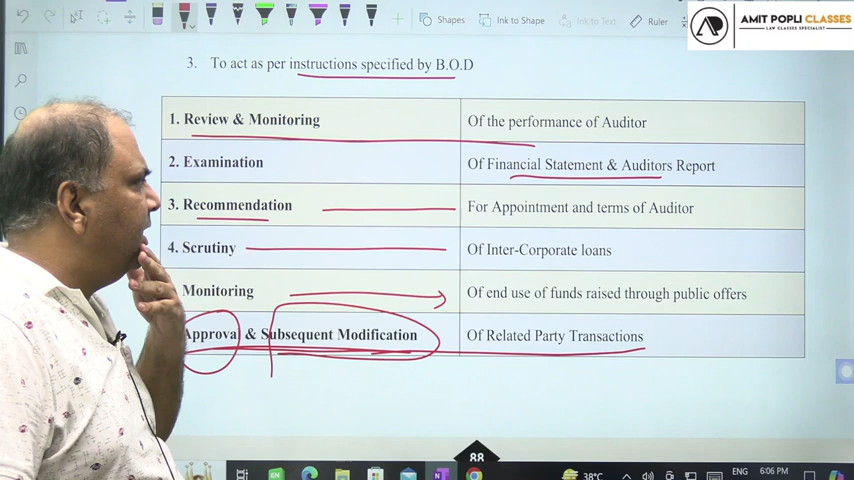 Shapes
Ink to Shape
Ink to Text
Ruler
AMIT POPLI CLASSES
LAW CLASSES SPECIALIST
3. To act as per instructions specified by B.O.D
1. Review & Monitoring Of the performance of Auditor
2. Examination Of Financial Statement & Auditors Report
3. Recommendation For Appointment and terms of Auditor
4. Scrutiny Of Inter-Corporate loans
Monitoring Of end use of funds raised through public offers
Approval & Subsequent Modification Of Related Party Transactions
88
38°C
ENG
6:06 PM